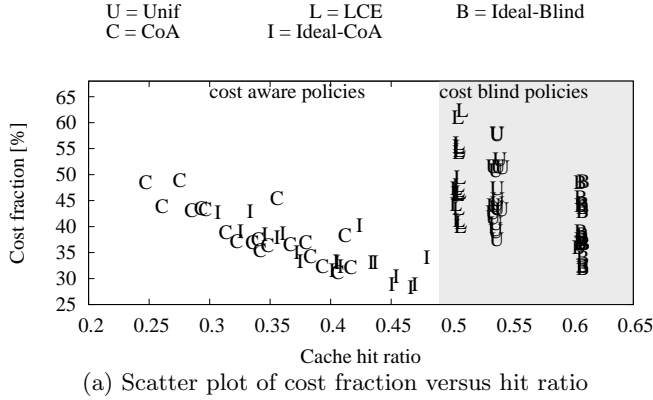 U = Unif L = LCE B = Ideal-Blind
C = CoA I = Ideal-CoA
cost aware policies cost blind policies
65
60
55
50
45
40
35
30
25
Cost fraction [%]
0.2 0.25 0.3 0.35 0.4 0.45 0.5 0.55 0.6 0.65
Cache hit ratio
(a) Scatter plot of cost fraction versus hit ratio